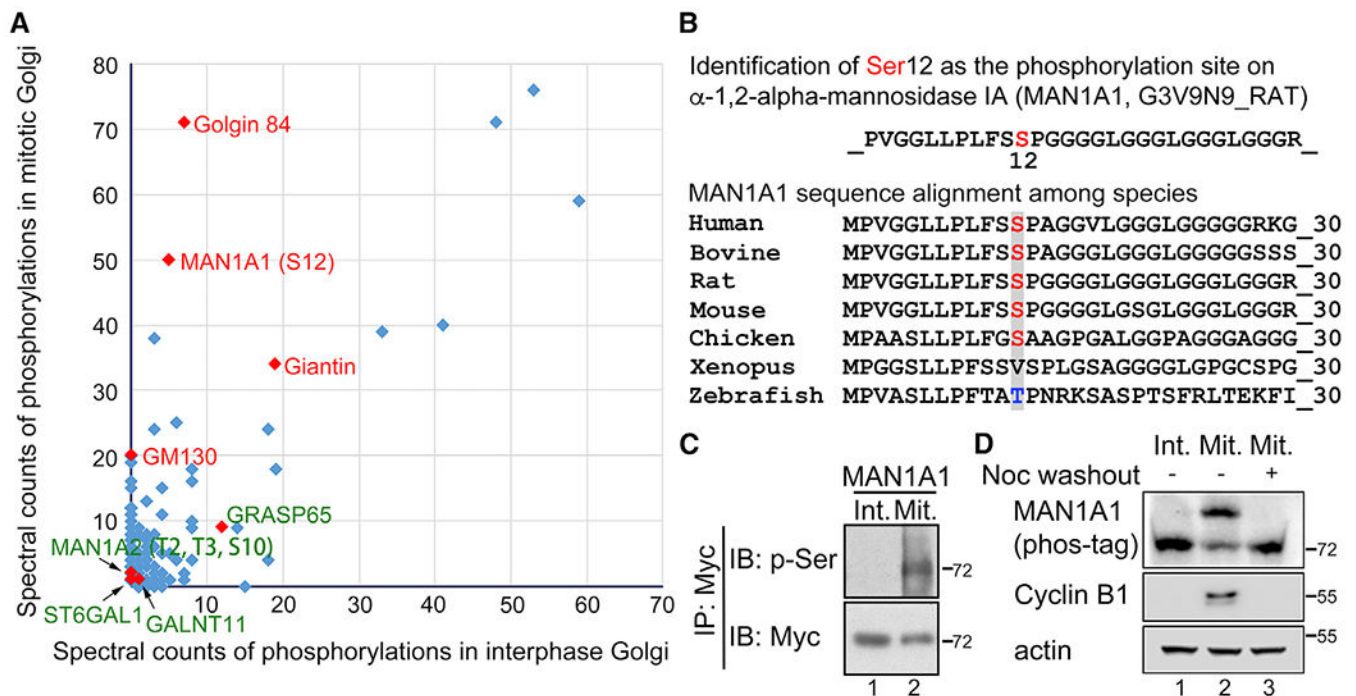 A
Spectral counts of phosphorylations in mitotic Golgi
80
70
60
50
40
30
20
10
10
20
30
40
50
60
70
Golgin 84
MAN1A1 (S12)
Giantin
GM130
GRASP65
MAN1A2 (T2, T3, S10)
ST6GAL1
GALNT11
Spectral counts of phosphorylations in interphase Golgi
B
Identification of Ser12 as the phosphorylation site on
α-1,2-alpha-mannosidase IA (MAN1A1, G3V9N9_RAT)
_PVGGLLPLFSSPGGGGLGGGLGGGLGGGR_
12
MAN1A1 sequence alignment among species
Human MPVGGLLPLFSSPAGGVLGGGLGGGGGRKG_30
Bovine MPVGGLLPLFSSPAGGGLGGGLGGGGGSSS_30
Rat MPVGGLLPLFSSPGGGGLGGGLGGGLGGGR_30
Mouse MPVGGLLPLFSSPGGGGLGSGLGGGLGGGR_30
Chicken MPAASLLPLFGSAAGPGALGGPAGGGAGGG_30
Xenopus MPGGSLLPLFSSVSPLGSAGGGGLGPGCSPG_30
Zebrafish MPVASLLPFTATPNRKSASPTSFRLTEKFI_30
C
MAN1A1
Int. Mit.
IP: Myc
IB: p-Ser
-72
IB: Myc
-72
1 2
D
Int. Mit. Mit.
Noc washout - - +
MAN1A1
(phos-tag)
-72
Cyclin B1
-55
-55
actin
1 2 3